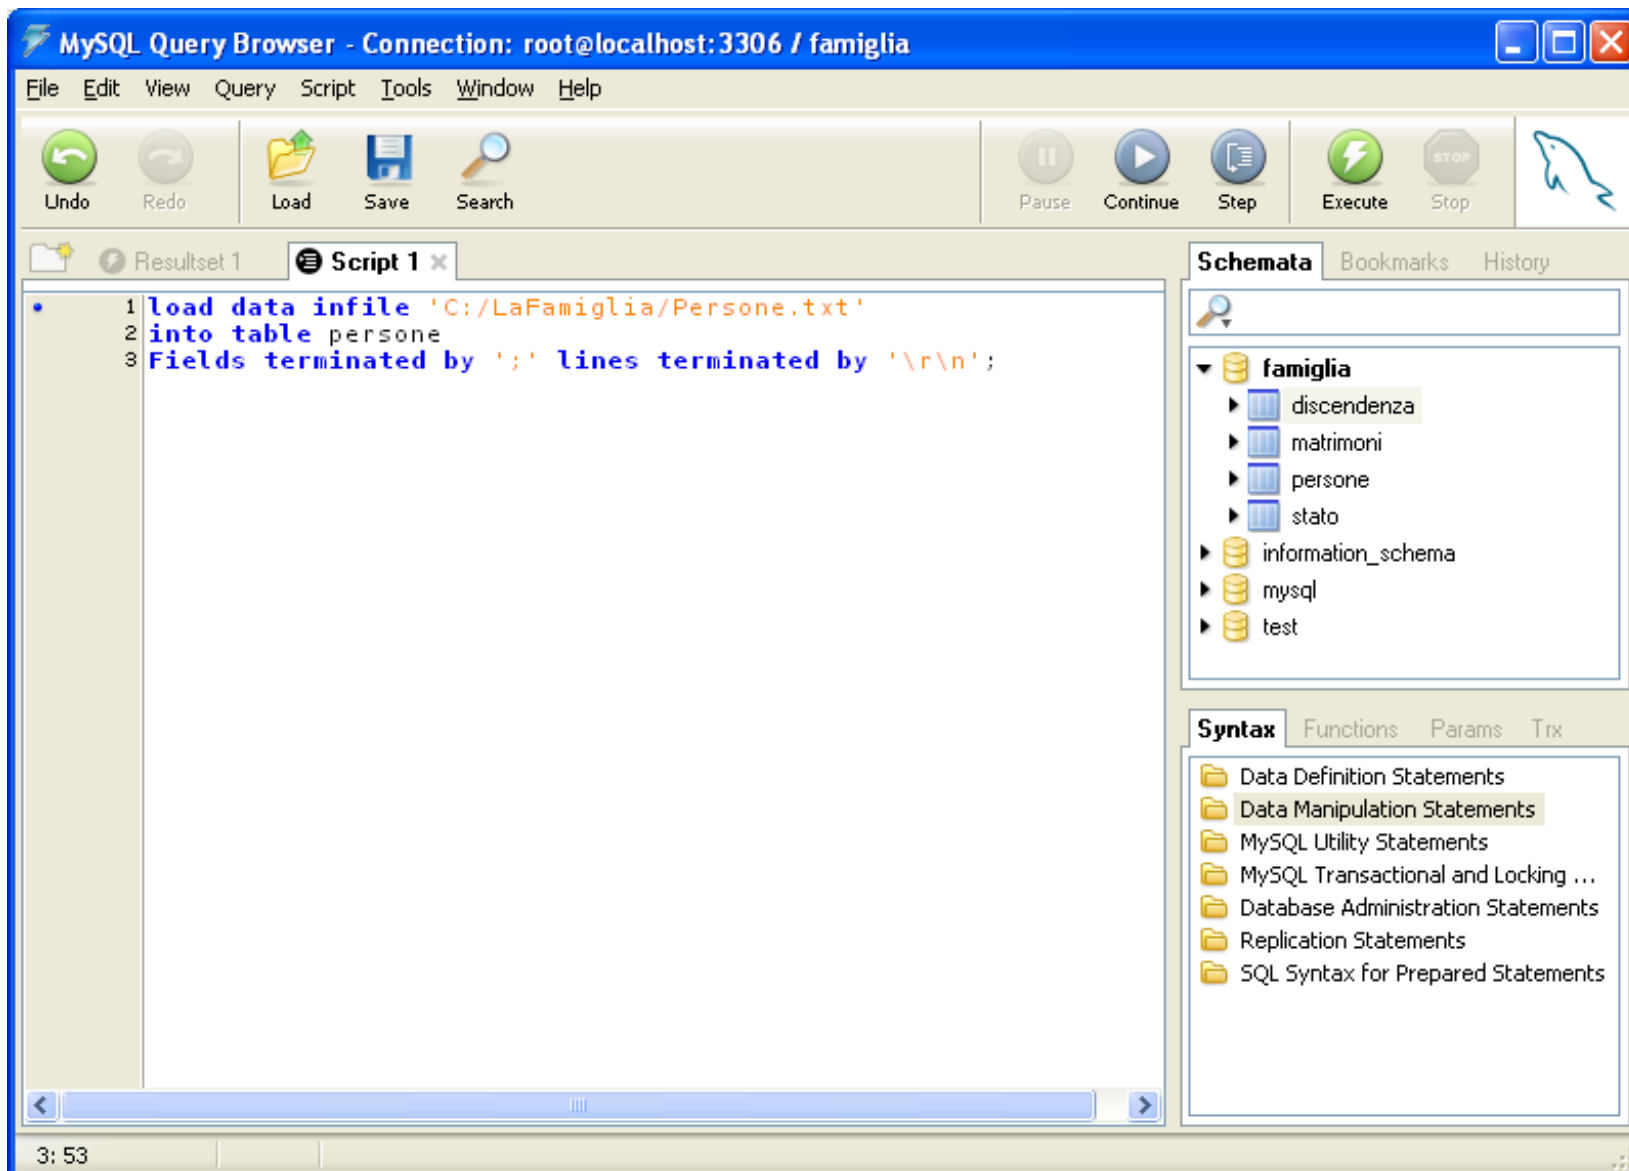 MySQL Query Browser - Connection: root@localhost:3306 / famiglia
File Edit View Query Script Tools Window Help
Undo Redo Load Save Search Pause Continue Step Execute STOP Stop
Resultset 1 Script 1
1 load data infile 'C:/LaFamiglia/Persone.txt'
2 into table persone
3 Fields terminated by ';' lines terminated by '\r\n';
Schemata Bookmarks History
famiglia
discendenza
matrimoni
persone
stato
information_schema
mysql
test
Syntax Functions Params Trx
Data Definition Statements
Data Manipulation Statements
MySQL Utility Statements
MySQL Transactional and Locking ...
Database Administration Statements
Replication Statements
SQL Syntax for Prepared Statements
3: 53